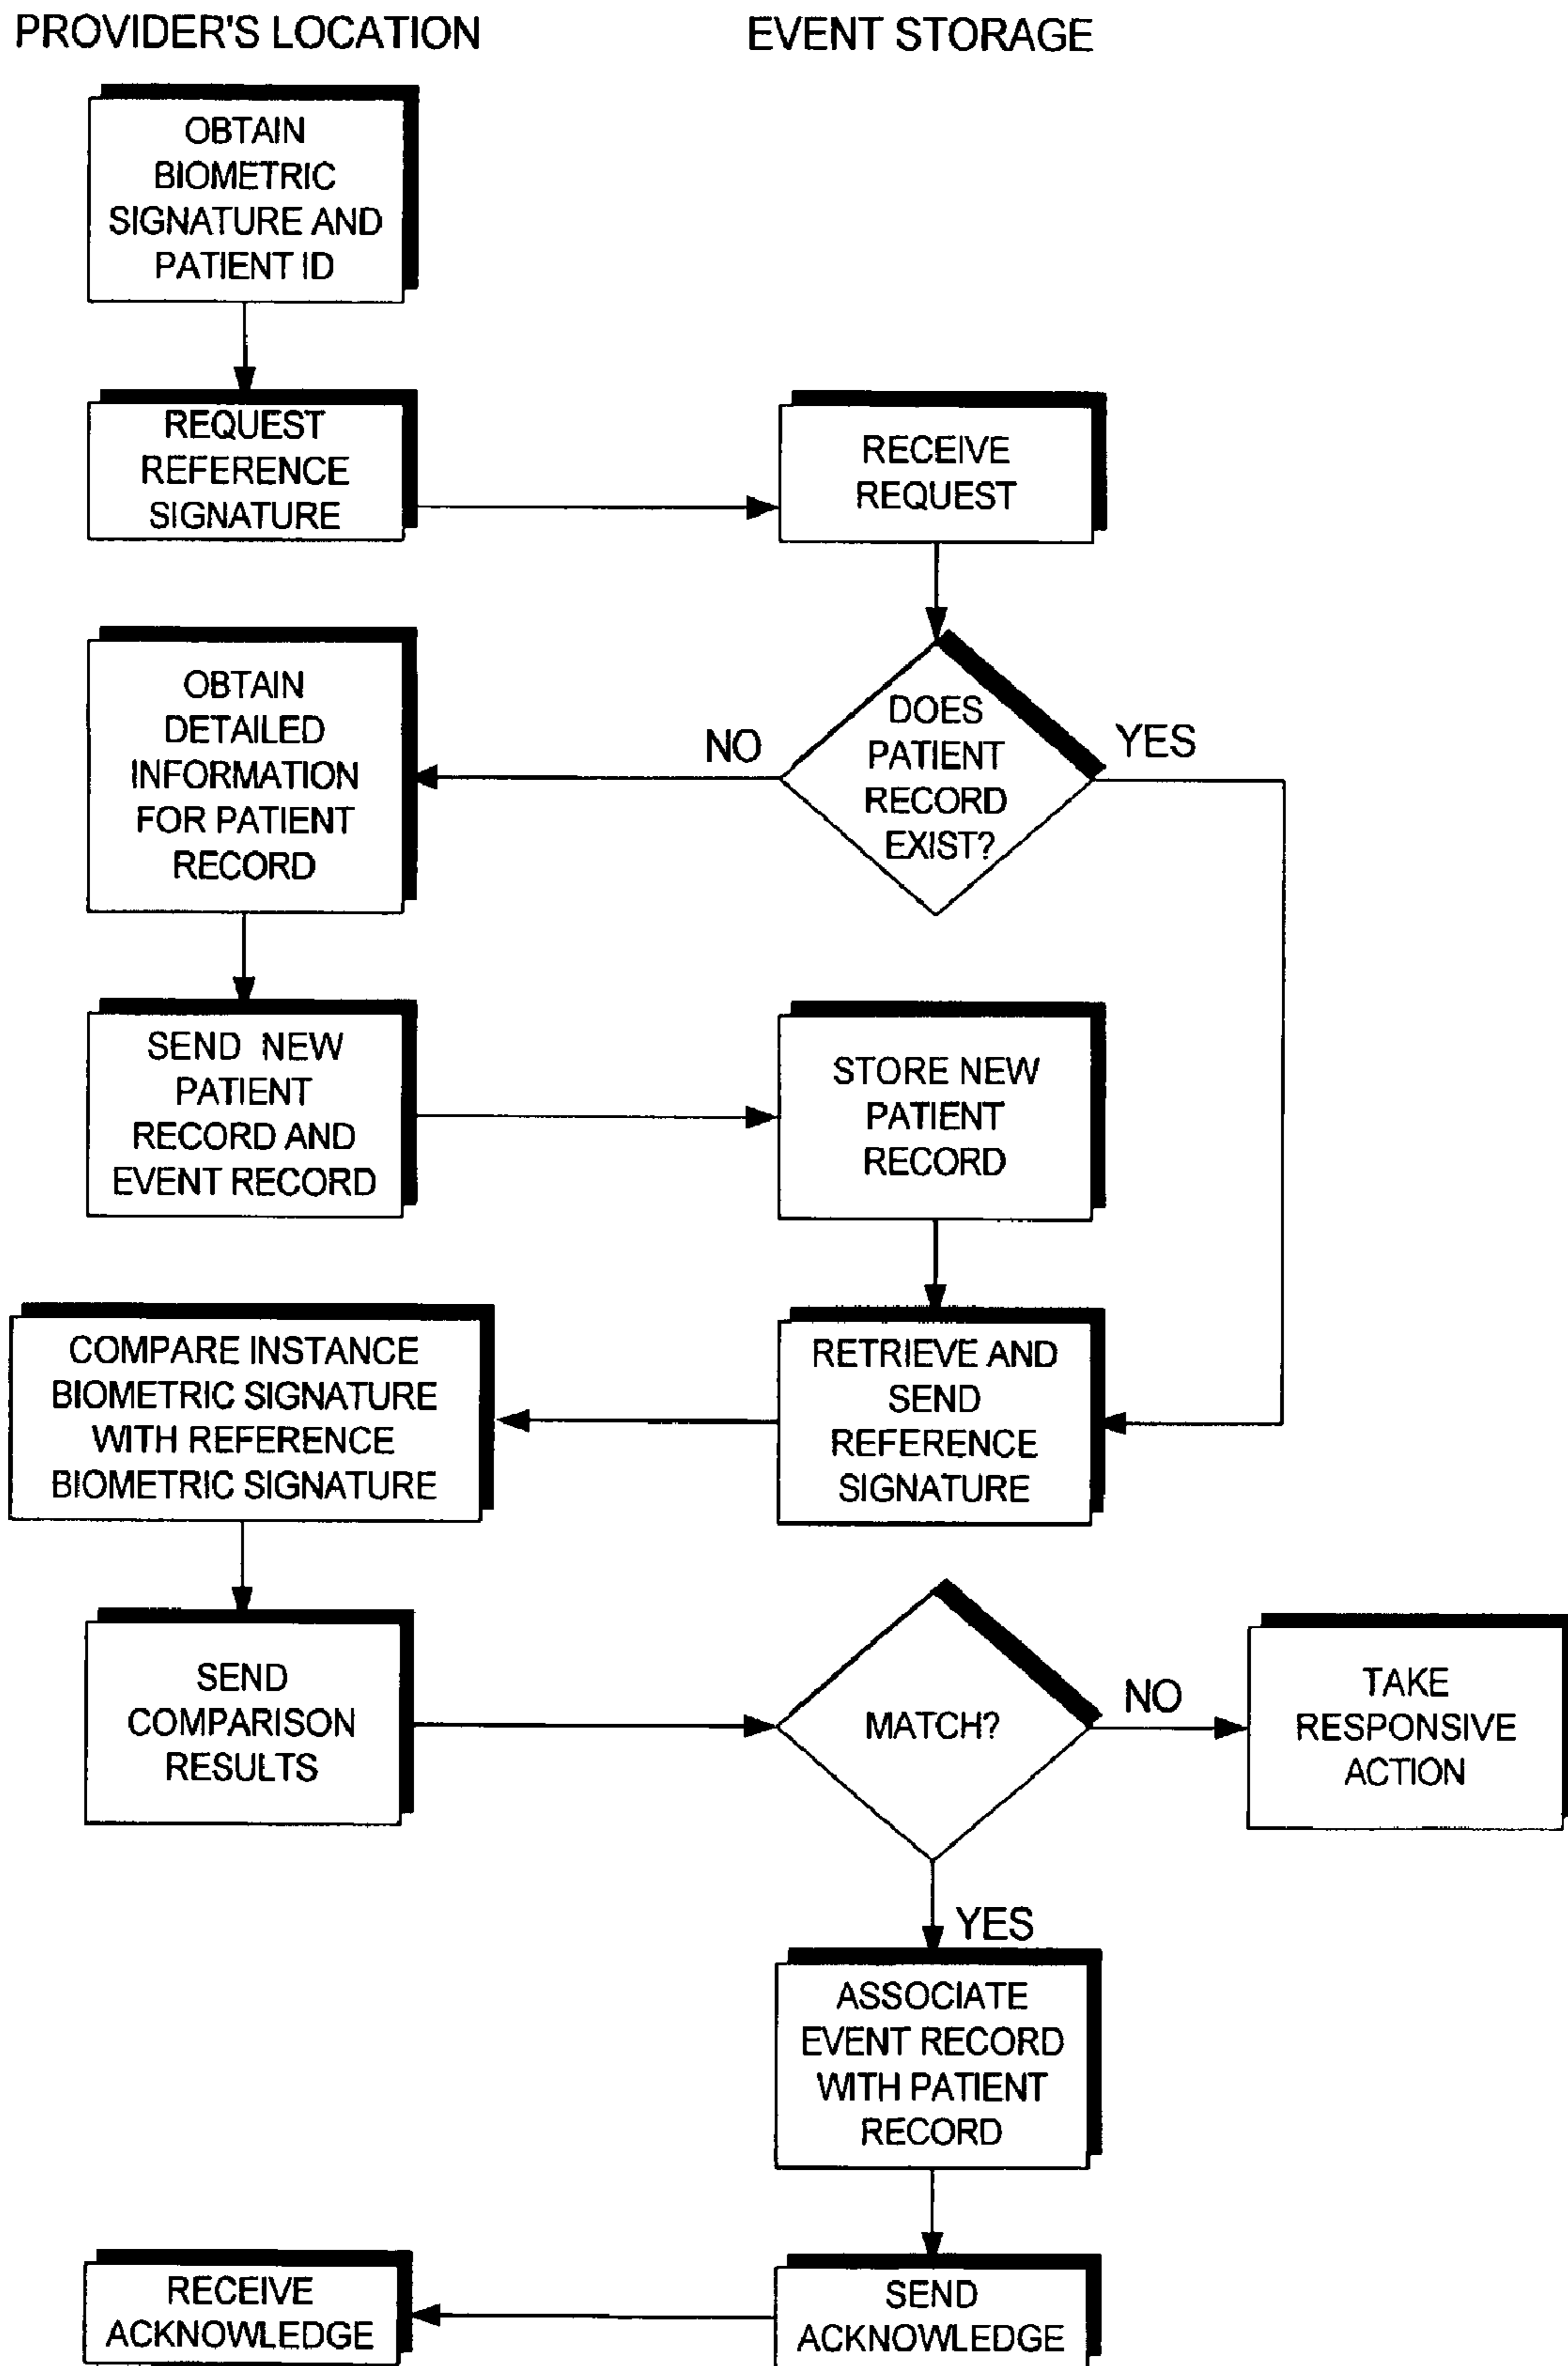 PROVIDER'S LOCATION
EVENT STORAGE
OBTAIN
BIOMETRIC
SIGNATURE AND
PATIENT ID
REQUEST
REFERENCE
SIGNATURE
RECEIVE
REQUEST
DOES
PATIENT
RECORD
EXIST?
NO
YES
OBTAIN
DETAILED
INFORMATION
FOR PATIENT
RECORD
SEND NEW
PATIENT
RECORD AND
EVENT RECORD
STORE NEW
PATIENT
RECORD
RETRIEVE AND
SEND
REFERENCE
SIGNATURE
COMPARE INSTANCE
BIOMETRIC SIGNATURE
WITH REFERENCE
BIOMETRIC SIGNATURE
SEND
COMPARISON
RESULTS
MATCH?
NO
TAKE
RESPONSIVE
ACTION
YES
ASSOCIATE
EVENT RECORD
WITH PATIENT
RECORD
SEND
ACKNOWLEDGE
RECEIVE
ACKNOWLEDGE